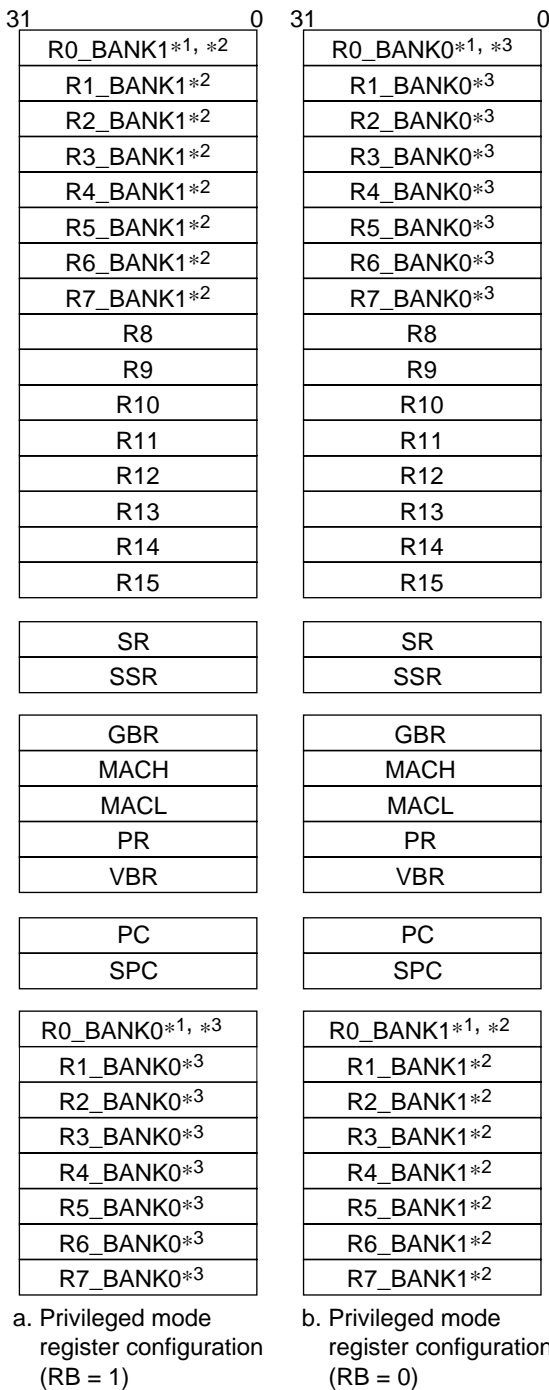 31 0
R0_BANK1*1, *2
R1_BANK1*2
R2_BANK1*2
R3_BANK1*2
R4_BANK1*2
R5_BANK1*2
R6_BANK1*2
R7_BANK1*2
R8
R9
R10
R11
R12
R13
R14
R15
SR
SSR
GBR
MACH
MACL
PR
VBR
PC
SPC
R0_BANK0*1, *3
R1_BANK0*3
R2_BANK0*3
R3_BANK0*3
R4_BANK0*3
R5_BANK0*3
R6_BANK0*3
R7_BANK0*3
a. Privileged mode
register configuration
(RB = 1)
31 0
R0_BANK0*1, *3
R1_BANK0*3
R2_BANK0*3
R3_BANK0*3
R4_BANK0*3
R5_BANK0*3
R6_BANK0*3
R7_BANK0*3
R8
R9
R10
R11
R12
R13
R14
R15
SR
SSR
GBR
MACH
MACL
PR
VBR
PC
SPC
R0_BANK1*1, *2
R1_BANK1*2
R2_BANK1*2
R3_BANK1*2
R4_BANK1*2
R5_BANK1*2
R6_BANK1*2
R7_BANK1*2
b. Privileged mode
register configuration
(RB = 0)